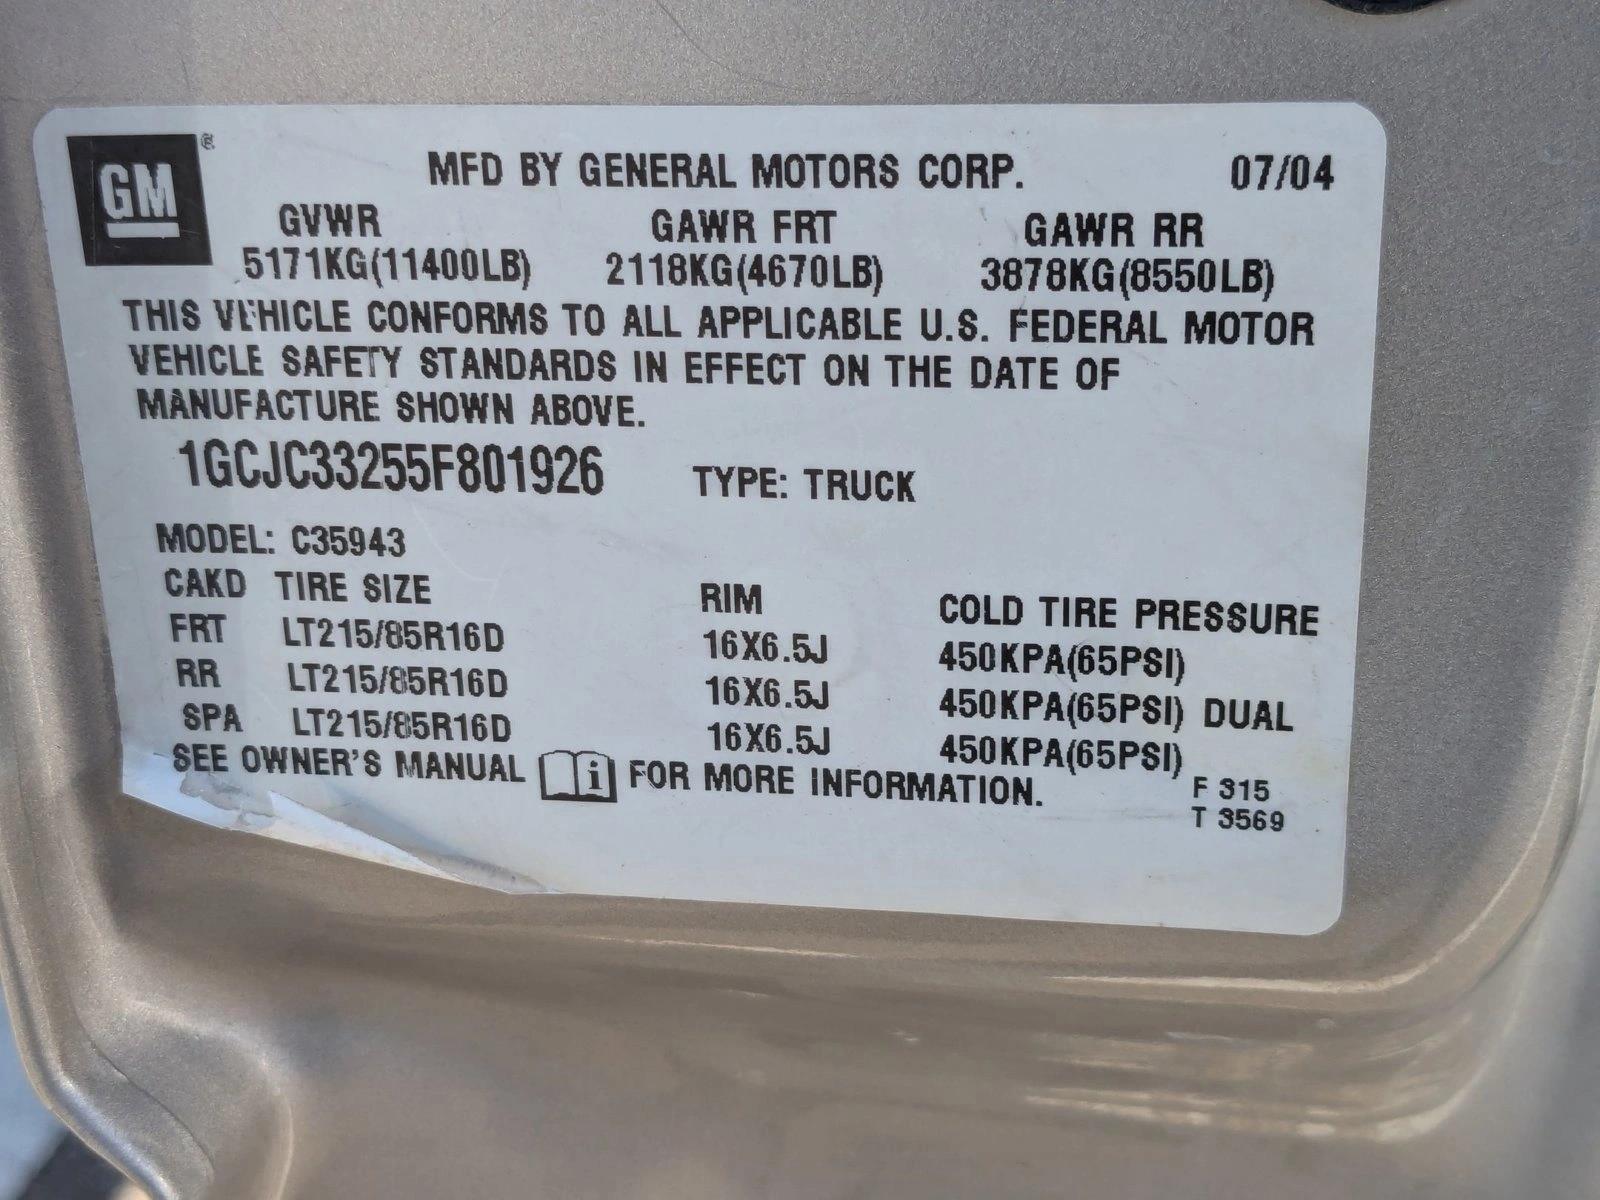 GM ®
MFD BY GENERAL MOTORS CORP. 07/04
GVWR GAWR FRT GAWR RR
5171KG(11400LB) 2118KG(4670LB) 3878KG(8550LB)
THIS VEHICLE CONFORMS TO ALL APPLICABLE U.S. FEDERAL MOTOR
VEHICLE SAFETY STANDARDS IN EFFECT ON THE DATE OF
MANUFACTURE SHOWN ABOVE.
1GCJC33255F801926 TYPE: TRUCK
MODEL: C35943
CAKD TIRE SIZE RIM COLD TIRE PRESSURE
FRT LT215/85R16D 16X6.5J 450KPA(65PSI)
RR LT215/85R16D 16X6.5J 450KPA(65PSI) DUAL
SPA LT215/85R16D 16X6.5J 450KPA(65PSI)
SEE OWNER'S MANUAL i FOR MORE INFORMATION.
F 315
T 3569